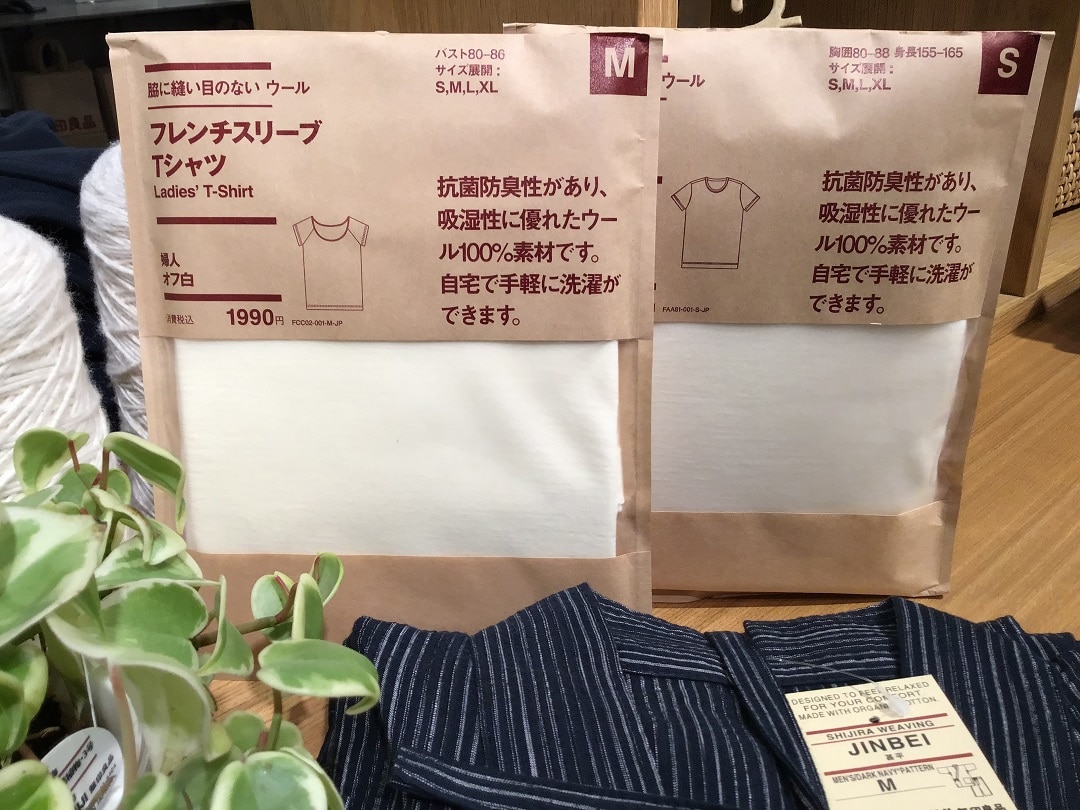 脇に縫い目のない ウール
フレンチスリーブ
Tシャツ
Ladies' T-Shirt
婦人
オフ白
消費税込 1990円
FCC02-001-M-JP
バスト80-86
サイズ展開：
S,M,L,XL
M
抗菌防臭性があり、
吸湿性に優れたウー
ル100%素材です。
自宅で手軽に洗濯が
できます。
ウール
胸囲80-88 身長155-165
サイズ展開：
S,M,L,XL
S
抗菌防臭性があり、
吸湿性に優れたウー
ル100%素材です。
自宅で手軽に洗濯が
できます。
FAA81-001-S-JP
印良品
DESIGNED TO FEEL RELAXED
FOR YOUR COMFORT
MADE WITH ORGANIC COTTON.
SHIJIRA WEAVING
JINBEI
甚平
MEN'S/DARK NAVY*PATTERN
M